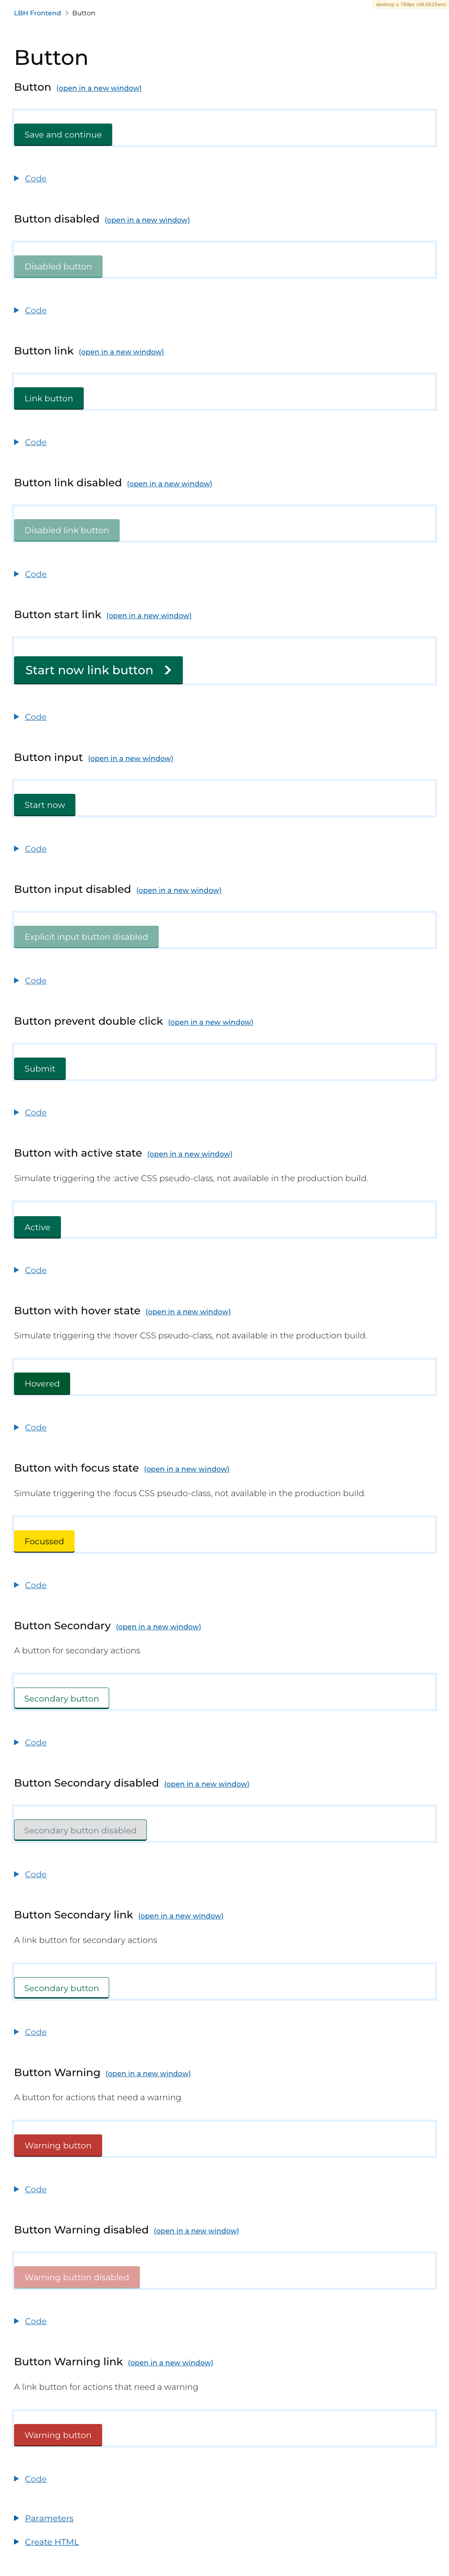 desktop ≥ 769px (48.0625em)
LBH Frontend > Button
Button
Button (open in a new window)
Save and continue
Code
Button disabled (open in a new window)
Disabled button
Code
Button link (open in a new window)
Link button
Code
Button link disabled (open in a new window)
Disabled link button
Code
Button start link (open in a new window)
Start now link button
Code
Button input (open in a new window)
Start now
Code
Button input disabled (open in a new window)
Explicit input button disabled
Code
Button prevent double click (open in a new window)
Submit
Code
Button with active state (open in a new window)
Simulate triggering the :active CSS pseudo-class, not available in the production build.
Active
Code
Button with hover state (open in a new window)
Simulate triggering the :hover CSS pseudo-class, not available in the production build.
Hovered
Code
Button with focus state (open in a new window)
Simulate triggering the :focus CSS pseudo-class, not available in the production build.
Focussed
Code
Button Secondary (open in a new window)
A button for secondary actions
Secondary button
Code
Button Secondary disabled (open in a new window)
Secondary button disabled
Code
Button Secondary link (open in a new window)
A link button for secondary actions
Secondary button
Code
Button Warning (open in a new window)
A button for actions that need a warning
Warning button
Code
Button Warning disabled (open in a new window)
Warning button disabled
Code
Button Warning link (open in a new window)
A link button for actions that need a warning
Warning button
Code
Parameters
Create HTML